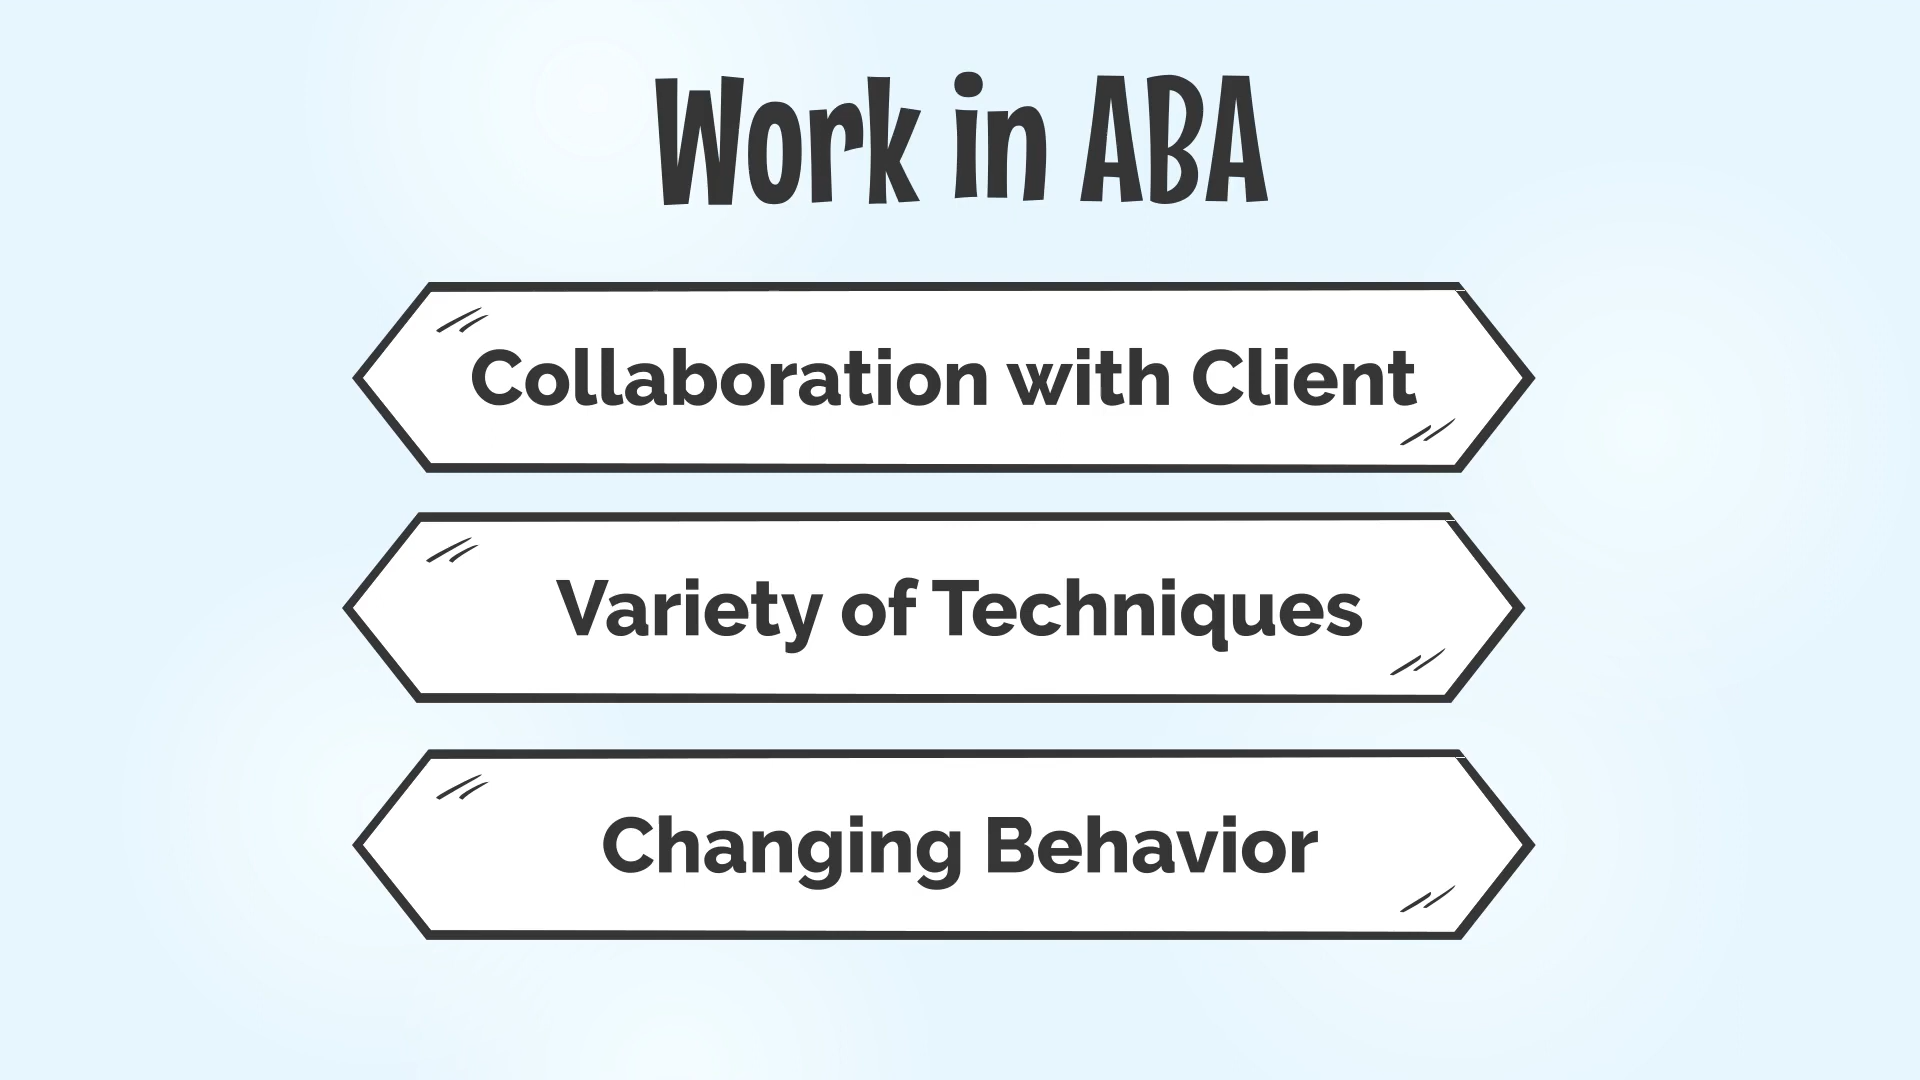 Work in ABA
Collaboration with Client
Variety of Techniques
Changing Behavior